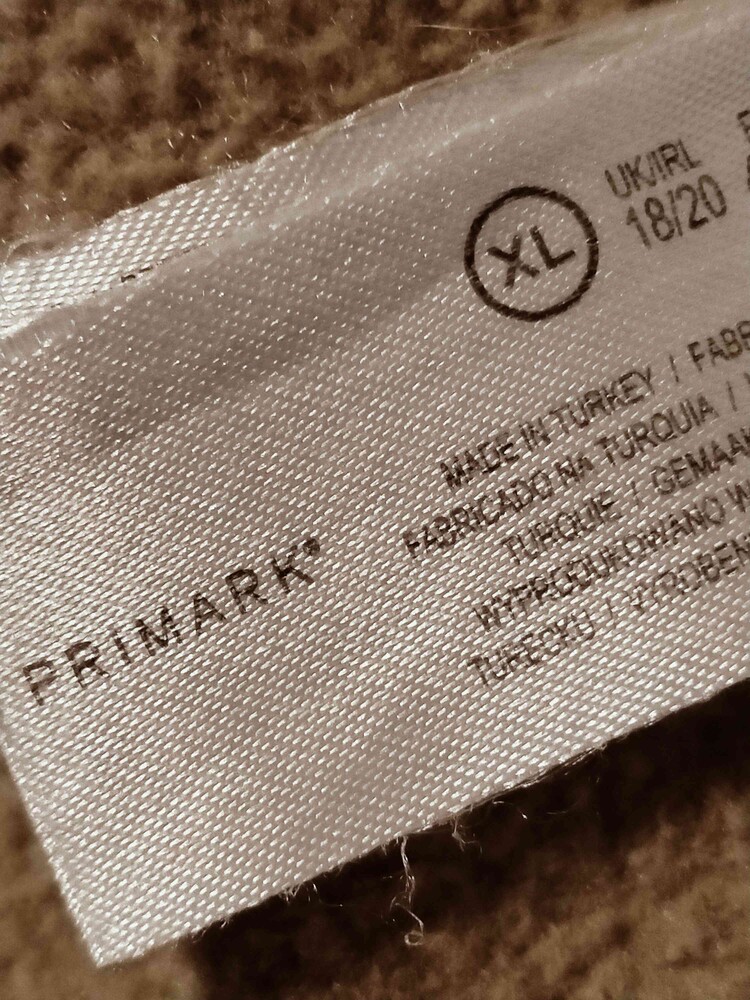 XL
UK/IRL
18/20
MADE IN TURKEY / FABR
FABRICADO NA TURQUIA /
TURQUIE / GEMAAK
WYPRODUKOWANO W
TURECKU / VYROBEN
PRIMARK®